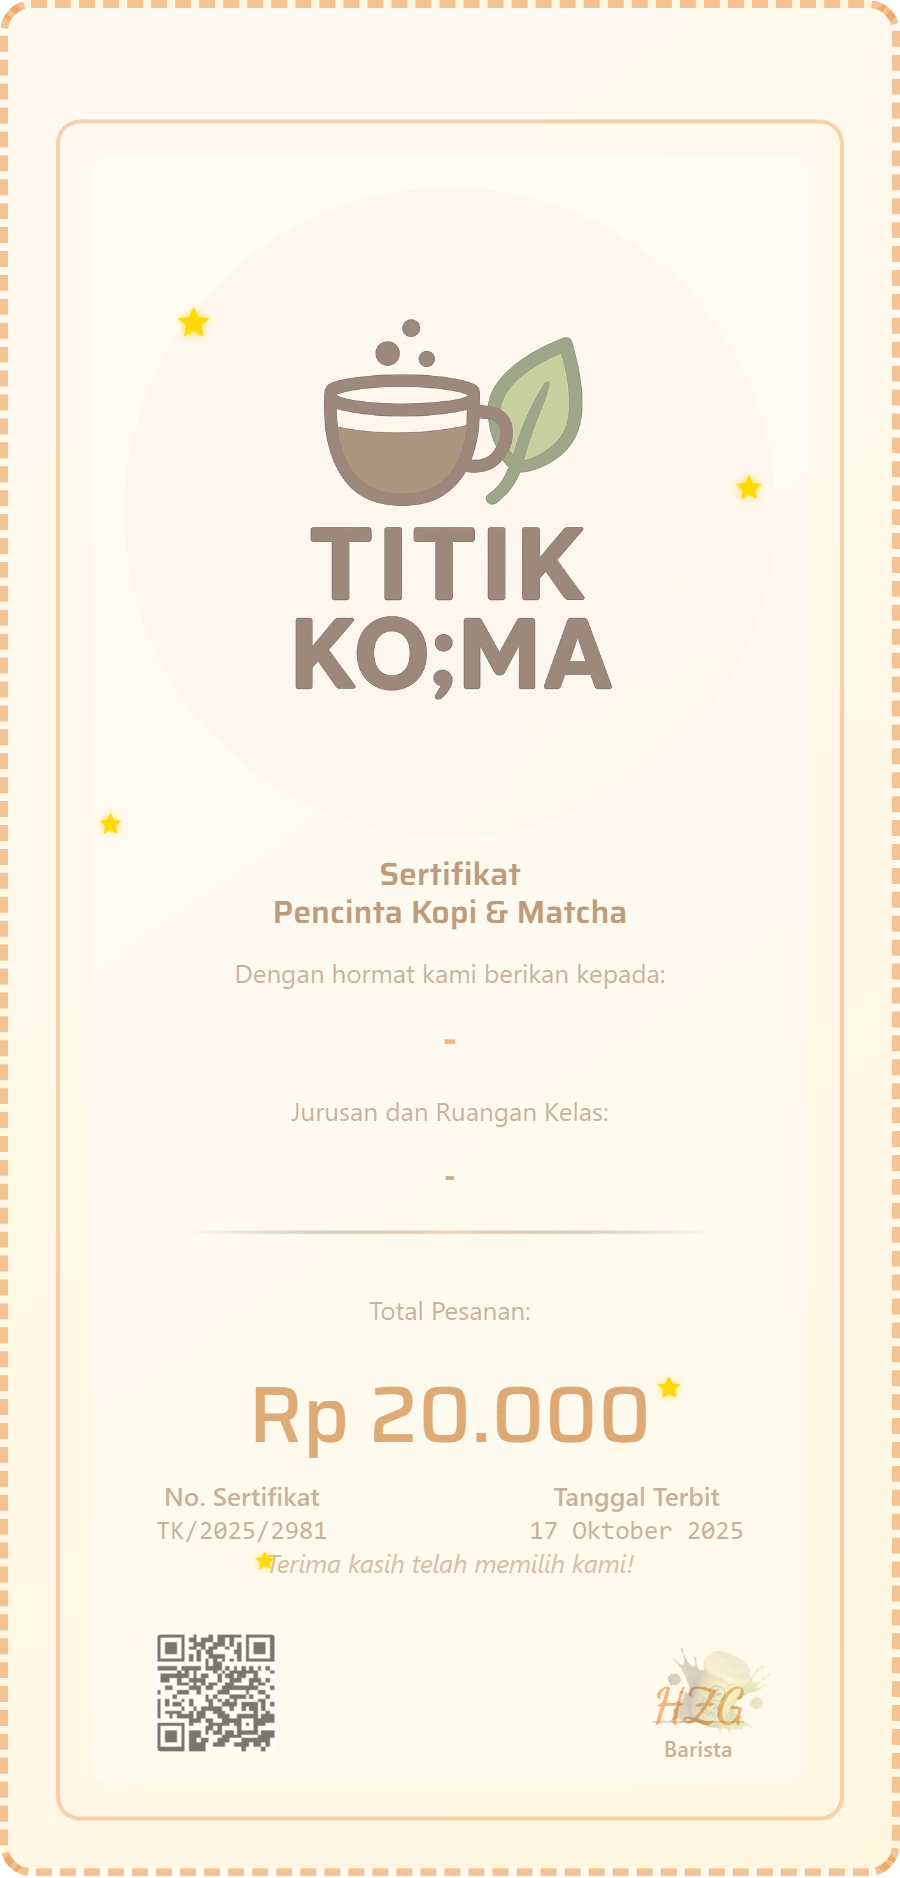 TITIK
KO;MA
Sertifikat
Pencinta Kopi & Matcha
Dengan hormat kami berikan kepada:
-
Jurusan dan Ruangan Kelas:
-
Total Pesanan:
Rp 20.000
No. Sertifikat
TK/2025/2981
Tanggal Terbit
17 Oktober 2025
Terima kasih telah memilih kami!
HZG
Barista